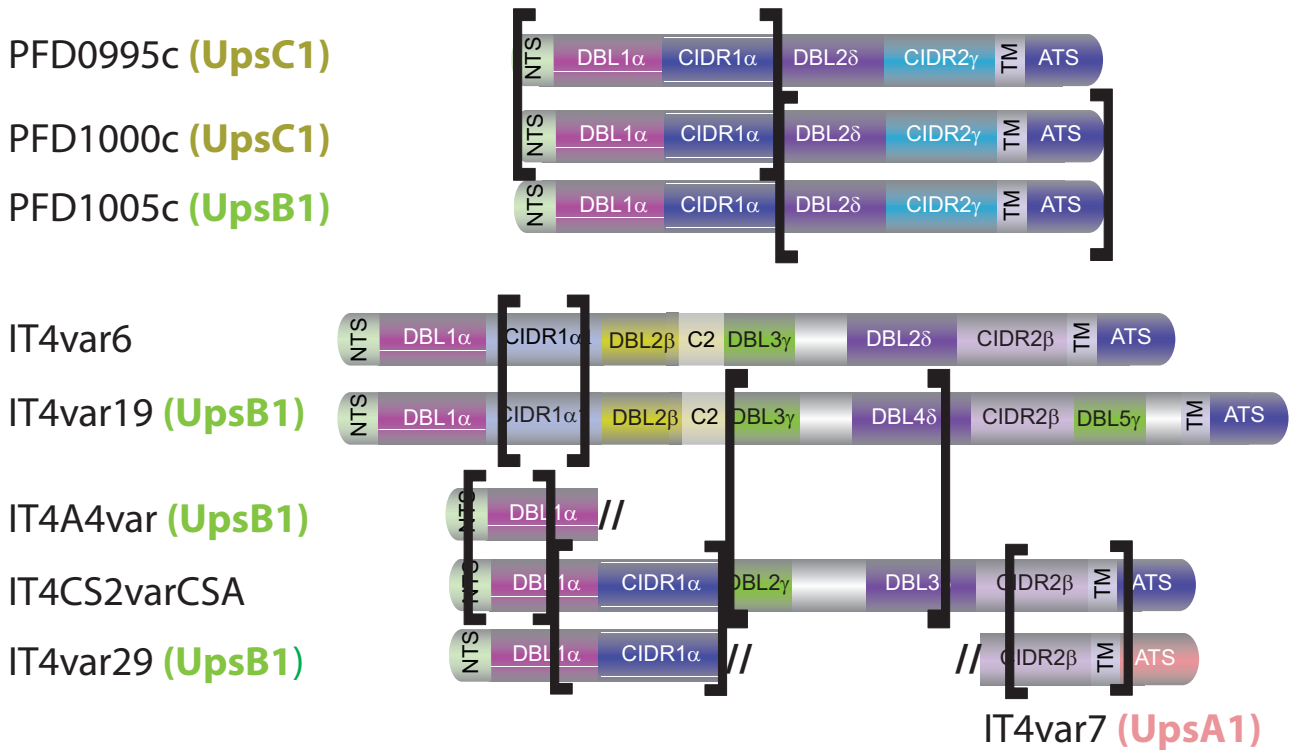 PFD0995c (UpsC1) NTS DBL1α CIDR1α DBL2δ CIDR2γ TM ATS
PFD1000c (UpsC1) NTS DBL1α CIDR1α DBL2δ CIDR2γ TM ATS
PFD1005c (UpsB1) NTS DBL1α CIDR1α DBL2δ CIDR2γ TM ATS
IT4var6 NTS DBL1α CIDR1α1 DBL2β C2 DBL3γ DBL2δ CIDR2β TM ATS
IT4var19 (UpsB1) NTS DBL1α CIDR1α1 DBL2β C2 DBL3γ DBL4δ CIDR2β DBL5γ TM ATS
IT4A4var (UpsB1) NTS DBL1α //
IT4CS2varCSA NTS DBL1α CIDR1α DBL2γ DBL3 CIDR2β TM ATS
IT4var29 (UpsB1) NTS DBL1α CIDR1α // // CIDR2β TM ATS
IT4var7 (UpsA1)